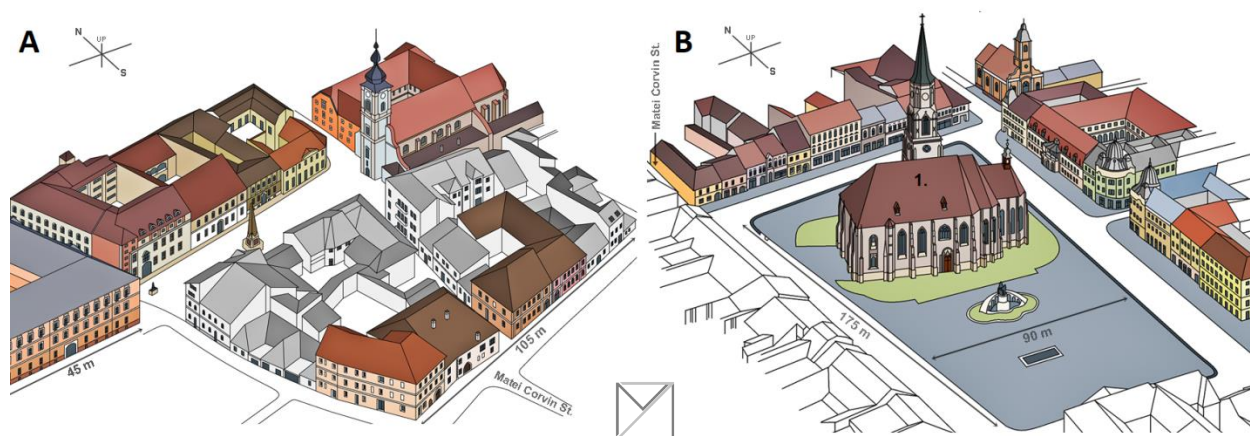 A
N
UP
S
45 m
105 m
Matei Corvin St.
B
N
UP
S
Matei Corvin St.
1.
175 m
90 m